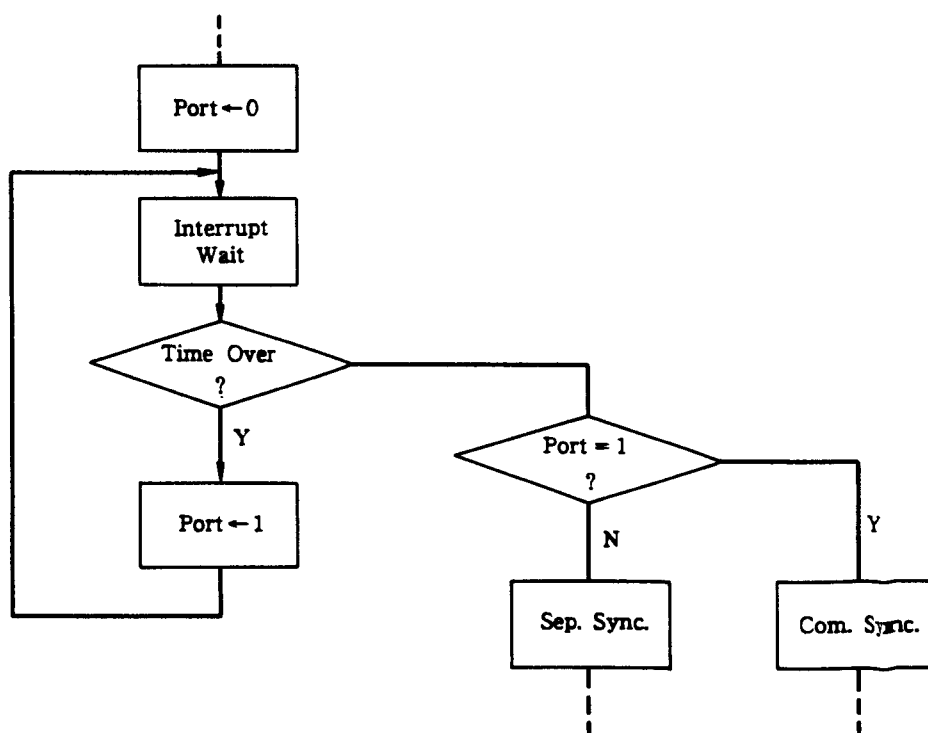 Port←0
Interrupt
Wait
Time Over
?
Y
Port←1
Port = 1
?
N
Y
Sep. Sync.
Com. Sync.